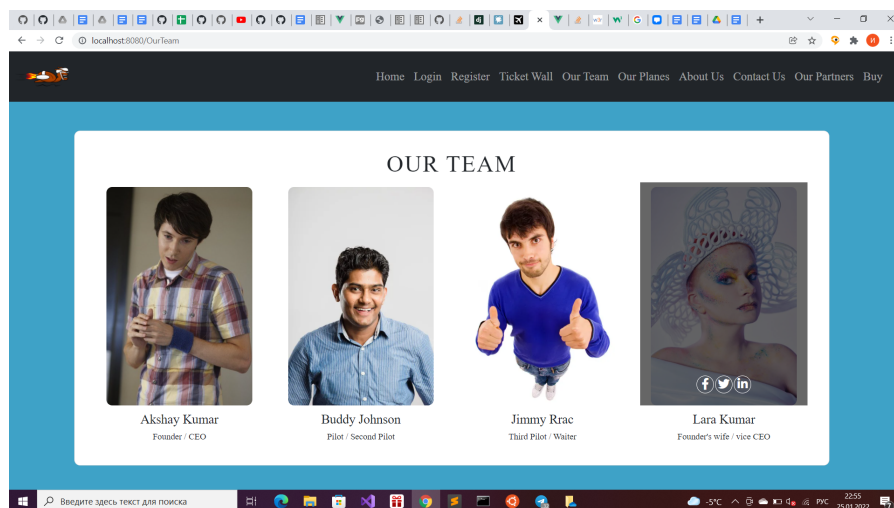 localhost:8080/OurTeam
Home Login Register Ticket Wall Our Team Our Planes About Us Contact Us Our Partners Buy
OUR TEAM
Akshay Kumar
Founder / CEO
Buddy Johnson
Pilot / Second Pilot
Jimmy Rrac
Third Pilot / Waiter
Lara Kumar
Founder's wife / vice CEO
Введите здесь текст для поиска
-5°C
РУС
22:55
25.01.2022